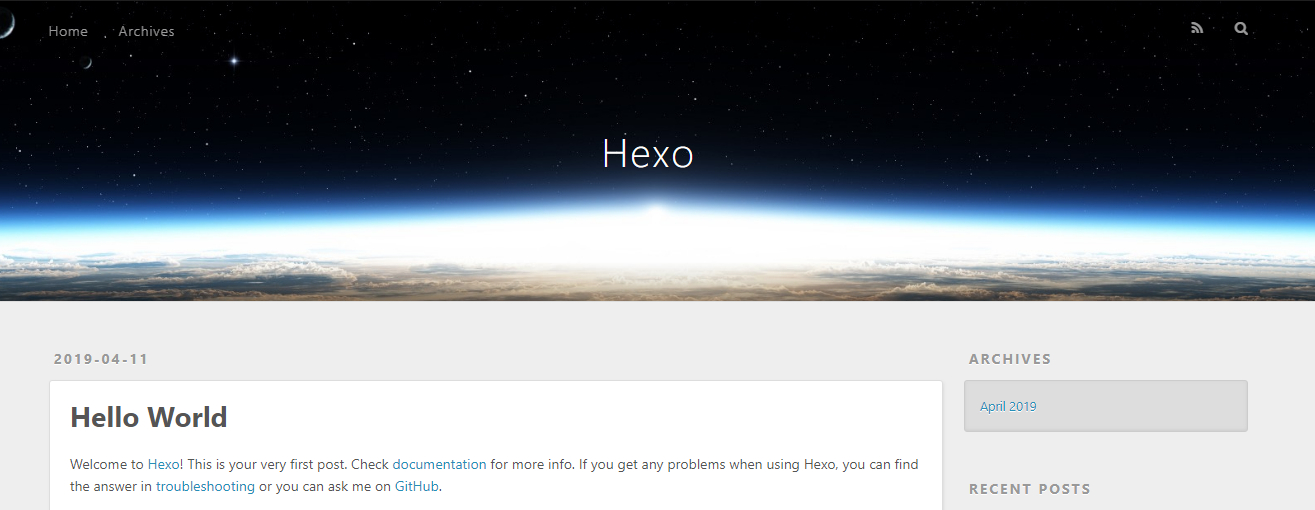 Home
Archives
Hexo
2019-04-11
Hello World
Welcome to Hexo! This is your very first post. Check documentation for more info. If you get any problems when using Hexo, you can find
the answer in troubleshooting or you can ask me on GitHub.
ARCHIVES
April 2019
RECENT POSTS